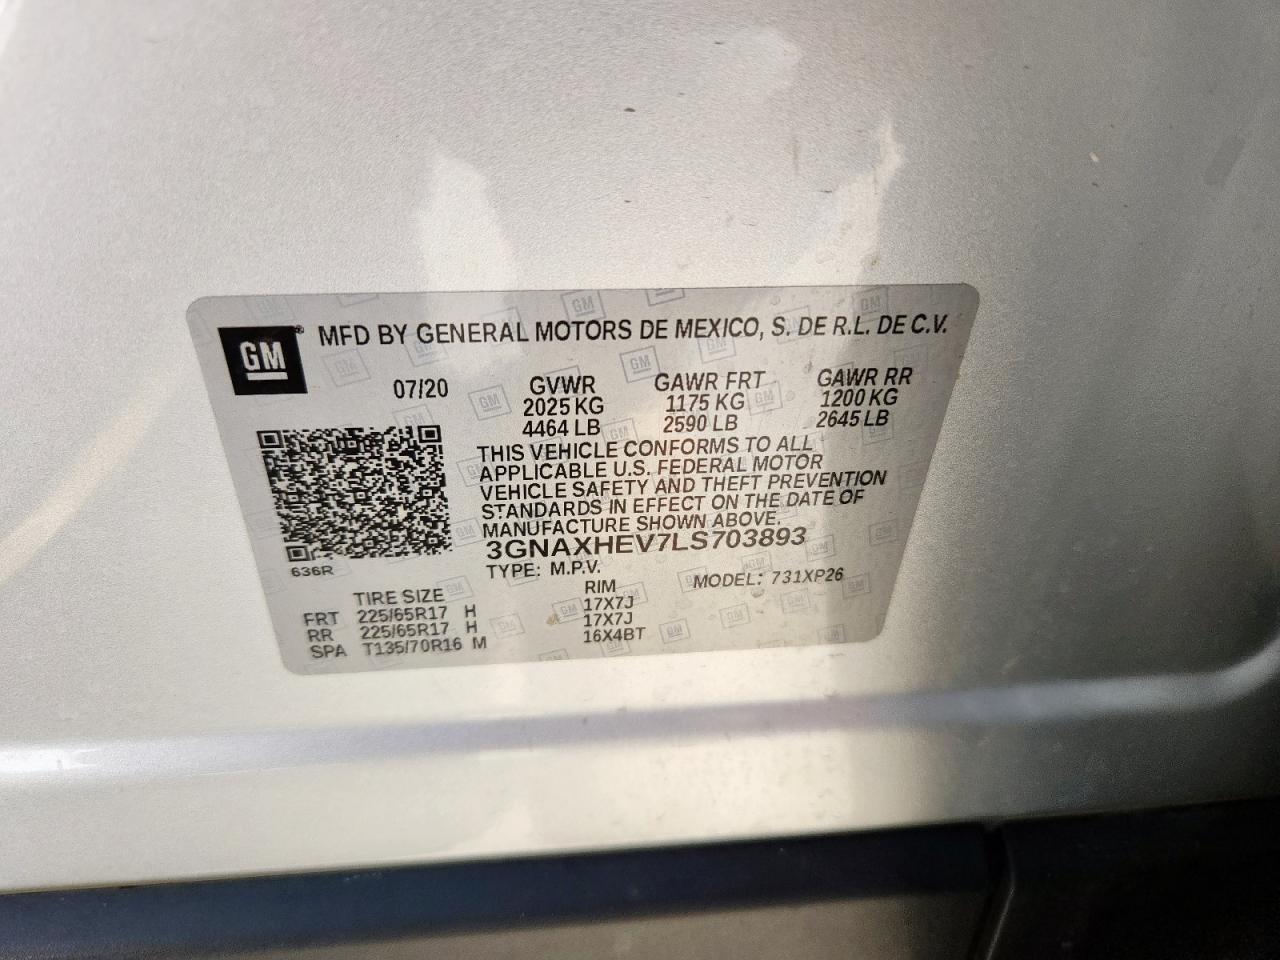 GM ® MFD BY GENERAL MOTORS DE MEXICO, S. DE R.L. DE C.V.
07/20 GVWR GAWR FRT GAWR RR
2025 KG 1175 KG 1200 KG
4464 LB 2590 LB 2645 LB
THIS VEHICLE CONFORMS TO ALL
APPLICABLE U.S. FEDERAL MOTOR
VEHICLE SAFETY AND THEFT PREVENTION
STANDARDS IN EFFECT ON THE DATE OF
MANUFACTURE SHOWN ABOVE.
3GNAXHEV7LS703893
636R
TYPE: M.P.V. MODEL: 731XP26
TIRE SIZE RIM
FRT 225/65R17 H 17X7J
RR 225/65R17 H 17X7J
SPA T135/70R16 M 16X4BT